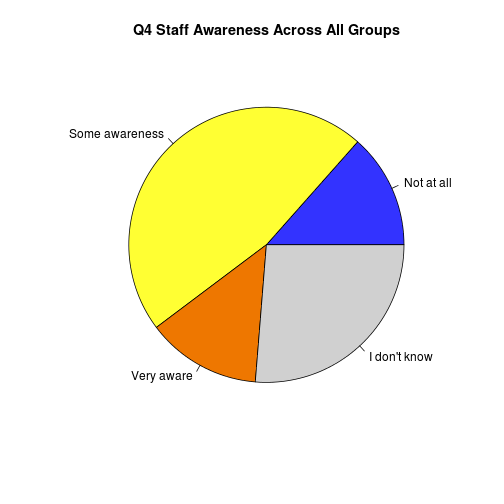 Q4 Staff Awareness Across All Groups
Some awareness
Not at all
I don't know
Very aware